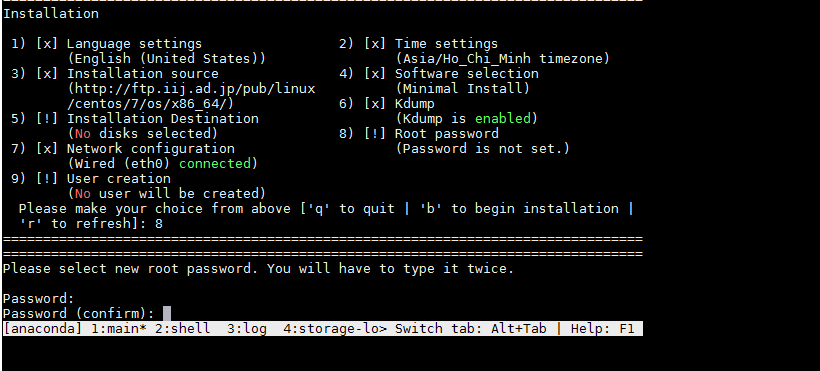 Installation
1) [x] Language settings 2) [x] Time settings
(English (United States)) (Asia/Ho_Chi_Minh timezone)
3) [x] Installation source 4) [x] Software selection
(http://ftp.iij.ad.jp/pub/linux (Minimal Install)
/centos/7/os/x86_64/) 6) [x] Kdump
5) [!] Installation Destination (Kdump is enabled)
(No disks selected) 8) [!] Root password
7) [x] Network configuration (Password is not set.)
(Wired (eth0) connected)
9) [!] User creation
(No user will be created)
Please make your choice from above ['q' to quit | 'b' to begin installation |
'r' to refresh]: 8
================================================================================
================================================================================
Please select new root password. You will have to type it twice.
Password:
Password (confirm):
[anaconda] 1:main* 2:shell 3:log 4:storage-lo> Switch tab: Alt+Tab | Help: F1